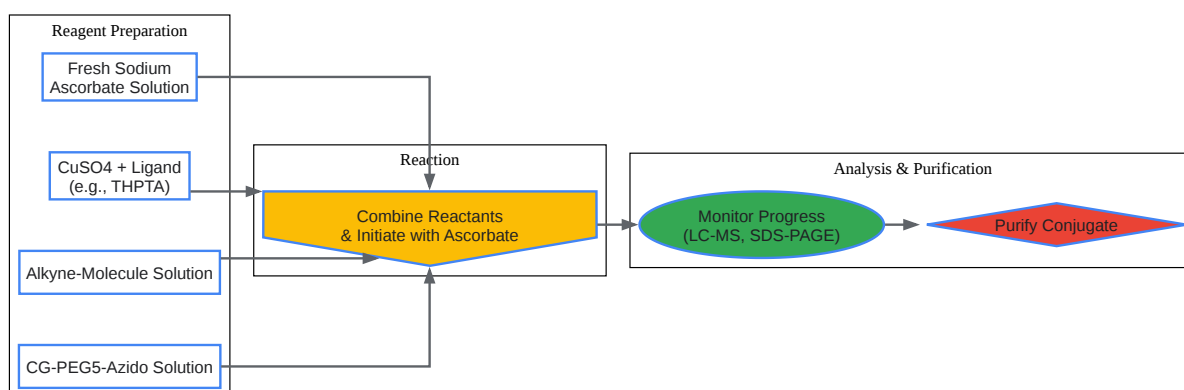 Reagent Preparation
Fresh Sodium
Ascorbate Solution
CuSO4 + Ligand
(e.g., THPTA)
Alkyne-Molecule Solution
CG-PEG5-Azido Solution
Reaction
Combine Reactants
& Initiate with Ascorbate
Analysis & Purification
Monitor Progress
(LC-MS, SDS-PAGE)
Purify Conjugate